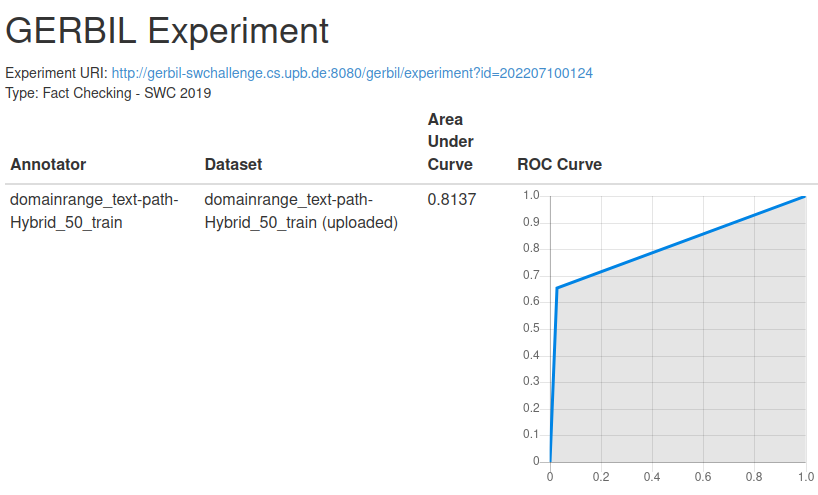 GERBIL Experiment
Experiment URI: http://gerbil-swchallenge.cs.upb.de:8080/gerbil/experiment?id=202207100124
Type: Fact Checking - SWC 2019
Annotator
Dataset
Area
Under
Curve
ROC Curve
domainrange_text-path-
Hybrid_50_train
domainrange_text-path-
Hybrid_50_train (uploaded)
0.8137
1.0
0.9
0.8
0.7
0.6
0.5
0.4
0.3
0.2
0.1
0
0 0.2 0.4 0.6 0.8 1.0